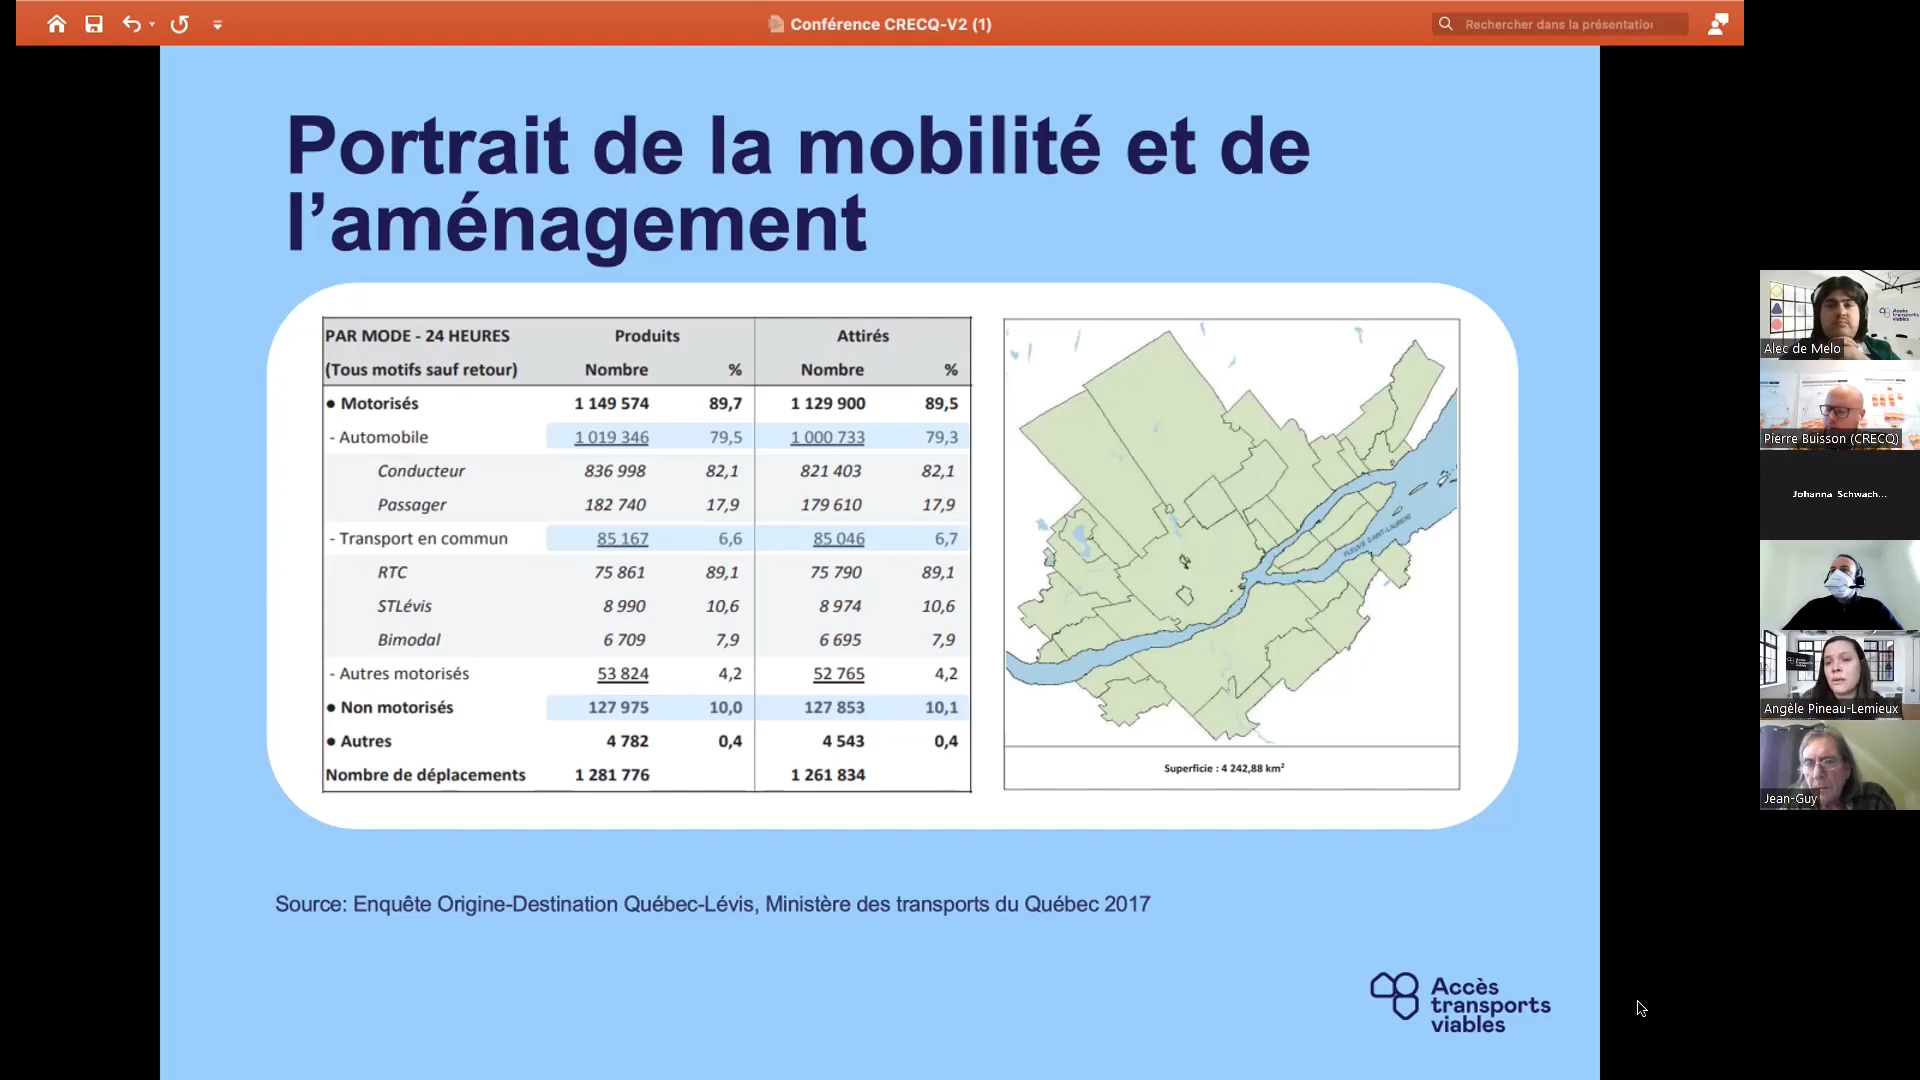 Conférence CRECQ-V2 (1)
Rechercher dans la présentation
Portrait de la mobilité et de
l’aménagement
PAR MODE - 24 HEURES Produits Attirés
(Tous motifs sauf retour) Nombre % Nombre %
● Motorisés 1 149 574 89,7 1 129 900 89,5
- Automobile 1 019 346 79,5 1 000 733 79,3
Conducteur 836 998 82,1 821 403 82,1
Passager 182 740 17,9 179 610 17,9
- Transport en commun 85 167 6,6 85 046 6,7
RTC 75 861 89,1 75 790 89,1
STLévis 8 990 10,6 8 974 10,6
Bimodal 6 709 7,9 6 695 7,9
- Autres motorisés 53 824 4,2 52 765 4,2
● Non motorisés 127 975 10,0 127 853 10,1
● Autres 4 782 0,4 4 543 0,4
Nombre de déplacements 1 281 776 1 261 834
FLEUVE SAINT-LAURENT
Superficie : 4 242,88 km²
Source: Enquête Origine-Destination Québec-Lévis, Ministère des transports du Québec 2017
Accès
transports
viables
Alec de Melo
Pierre Buisson (CRECQ)
Johanna Schwach...
Angèle Pineau-Lemieux
Jean-Guy